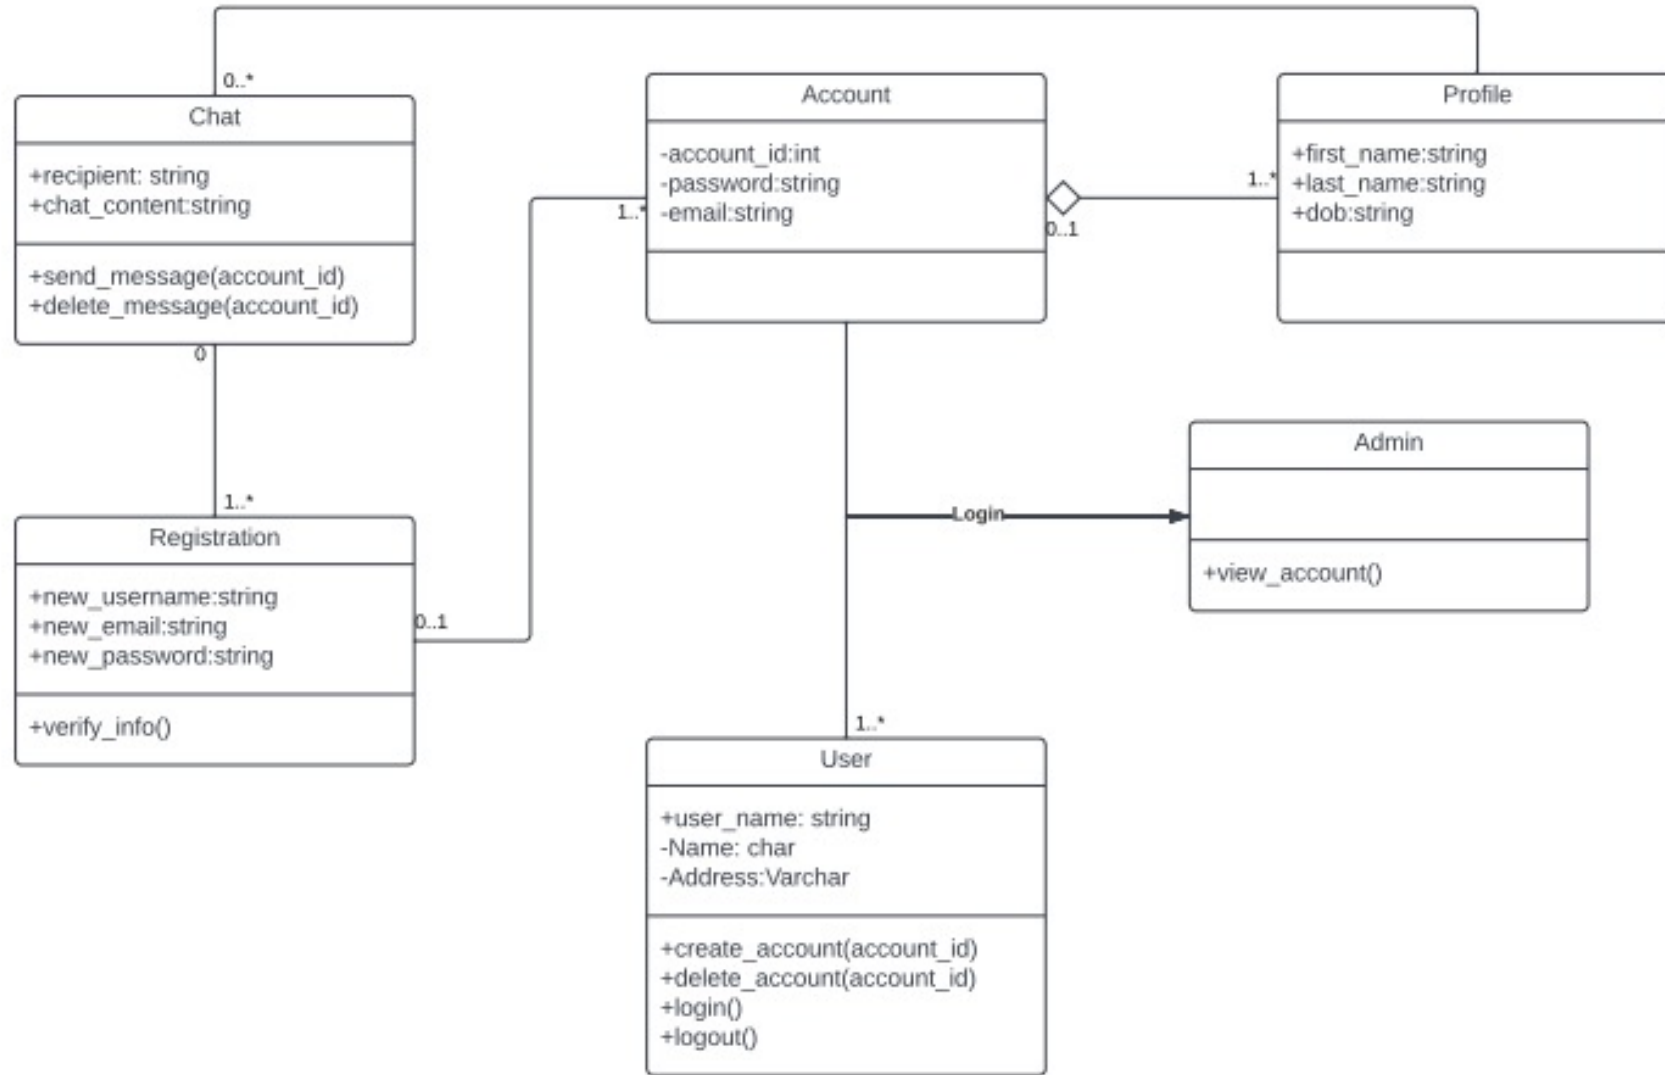 0..*
Chat
+recipient: string
+chat_content:string
+send_message(account_id)
+delete_message(account_id)
0
1..*
Registration
+new_username:string
+new_email:string
+new_password:string
+verify_info()
0..1
1..*
Account
-account_id:int
-password:string
-email:string
0..1
1..*
Profile
+first_name:string
+last_name:string
+dob:string
Login
Admin
+view_account()
1..*
User
+user_name: string
-Name: char
-Address:Varchar
+create_account(account_id)
+delete_account(account_id)
+login()
+logout()